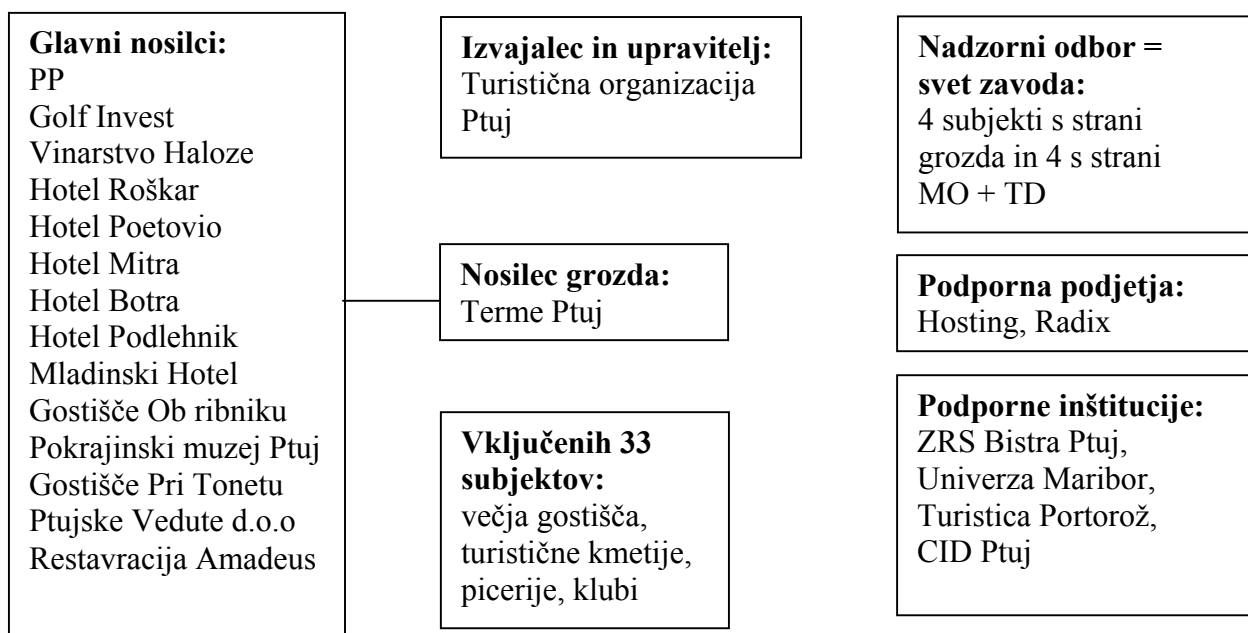 Glavni nosilci:
PP
Golf Invest
Vinarstvo Haloze
Hotel Roškar
Hotel Poetovio
Hotel Mitra
Hotel Botra
Hotel Podlehnik
Mladinski Hotel
Gostišče Ob ribniku
Pokrajinski muzej Ptuj
Gostišče Pri Tonetu
Ptujske Vedute d.o.o
Restavracija Amadeus
Izvajalec in upravitelj:
Turistična organizacija
Ptuj
Nosilec grozda:
Terme Ptuj
Vključenih 33
subjektov:
večja gostišča,
turistične kmetije,
picerije, klubi
Nadzorni odbor =
svet zavoda:
4 subjekti s strani
grozda in 4 s strani
MO + TD
Podporna podjetja:
Hosting, Radix
Podporne inštitucije:
ZRS Bistra Ptuj,
Univerza Maribor,
Turistica Portorož,
CID Ptuj